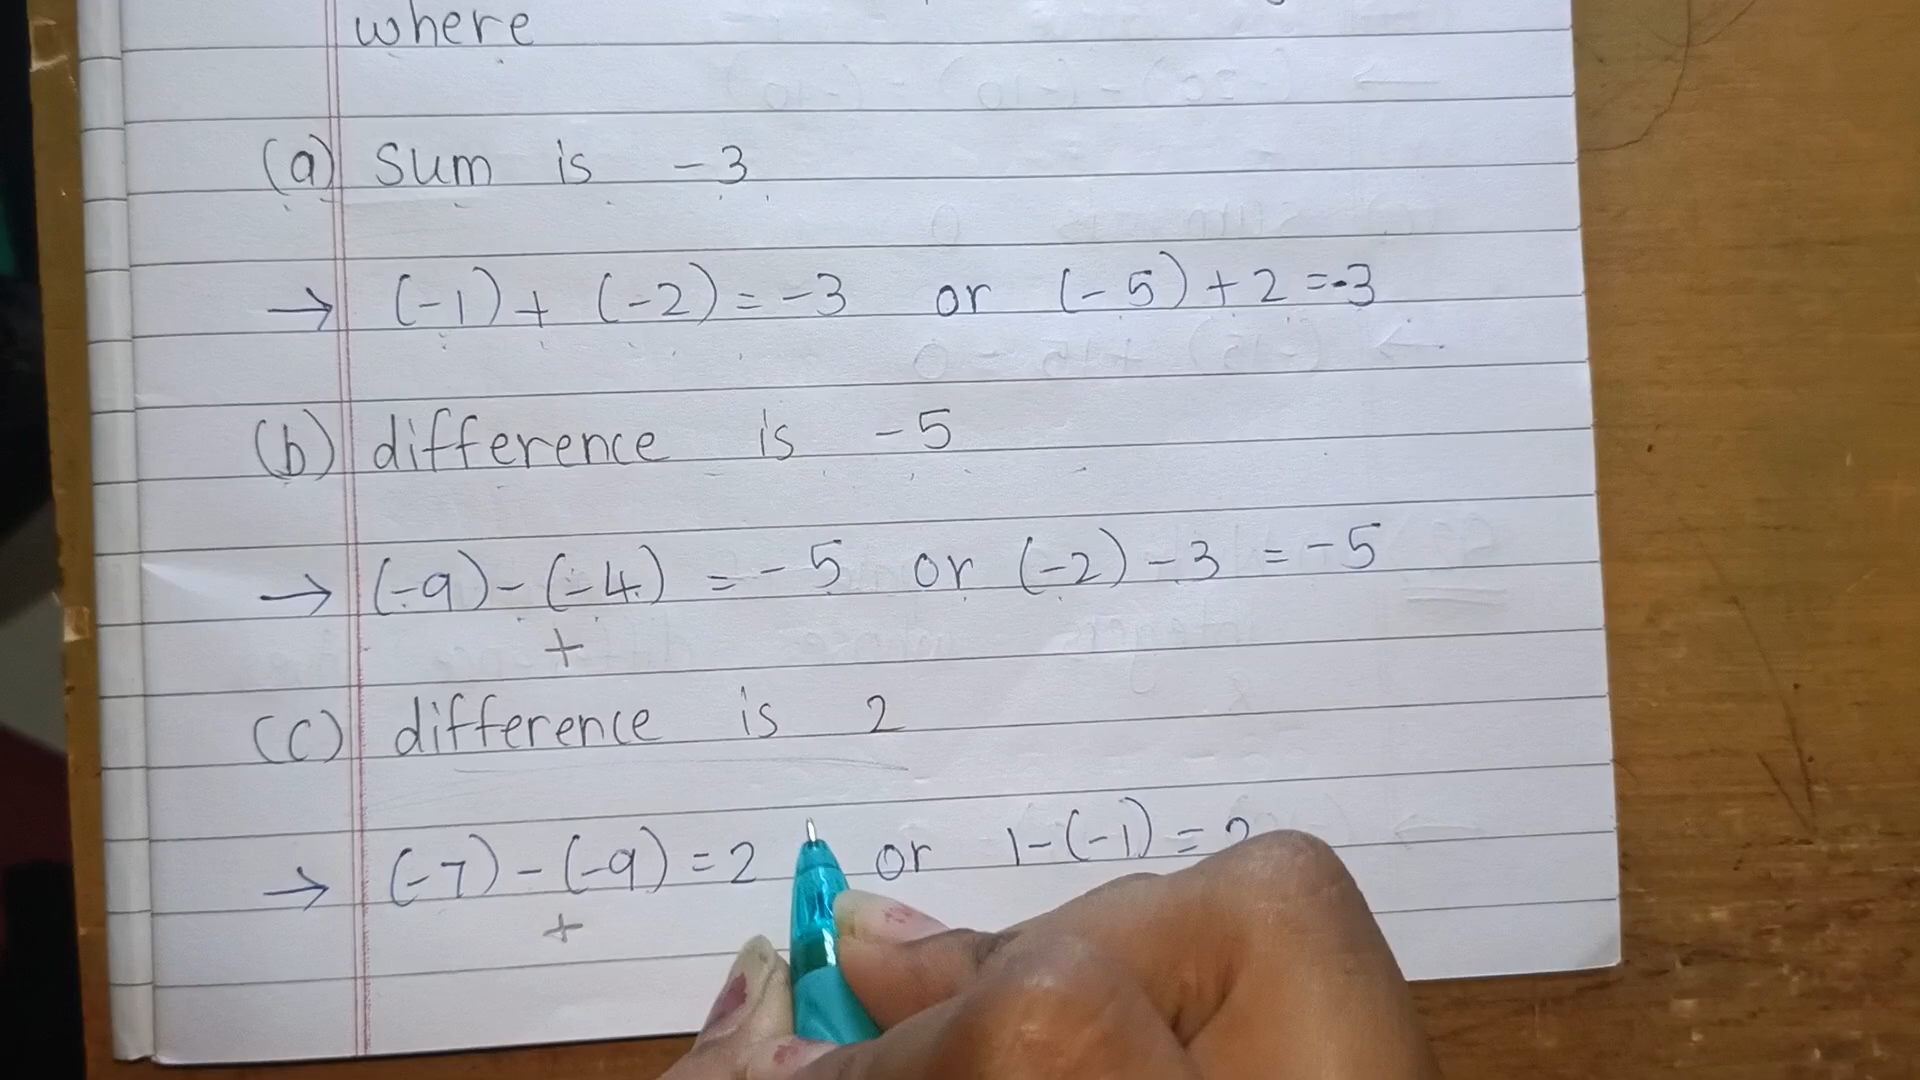 where
(a) sum is -3
→ (-1) + (-2) = -3 or (-5) + 2 = -3
(b) difference is -5
→ (-9) - (-4) = -5 or (-2) - 3 = -5
+
(c) difference is 2
→ (-7) - (-9) = 2 or 1 - (-1) = 2
+